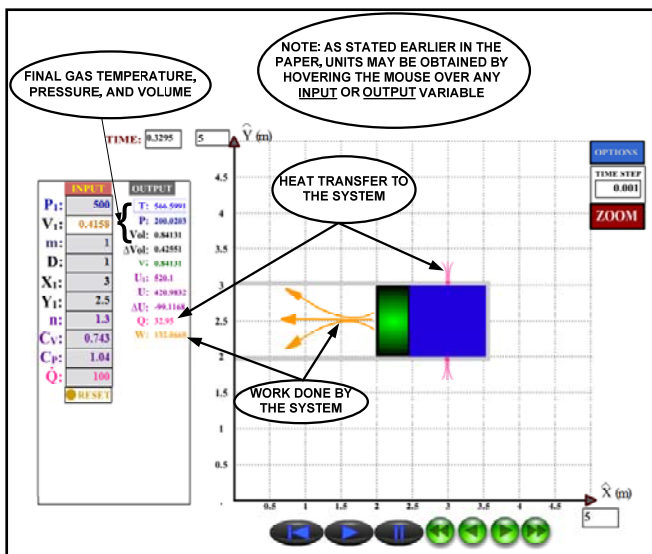 NOTE: AS STATED EARLIER IN THE
PAPER, UNITS MAY BE OBTAINED BY
HOVERING THE MOUSE OVER ANY
INPUT OR OUTPUT VARIABLE
FINAL GAS TEMPERATURE,
PRESSURE, AND VOLUME
TIME: 0.3295
5 Ŷ (m)
OPTIONS
TIME STEP
0.001
ZOOM
HEAT TRANSFER TO
THE SYSTEM
INPUT
P₁: 500
V₁: 0.4158
m: 1
D: 1
X₁: 3
Y₁: 2.5
n: 1.3
Cv: 0.743
Cp: 1.04
Q̇: 100
RESET
OUTPUT
T: 566.5991
P: 200.0203
Vol: 0.84131
ΔVol: 0.42551
v: 0.84131
U₁: 520.1
U: 420.9832
ΔU: -99.1168
Q: 32.95
W: 132.0668
4.5
4
3.5
3
2.5
2
1.5
1
0.5
WORK DONE BY
THE SYSTEM
0.5 1 1.5 2 2.5 3 3.5 4 4.5
X̂ (m)
5